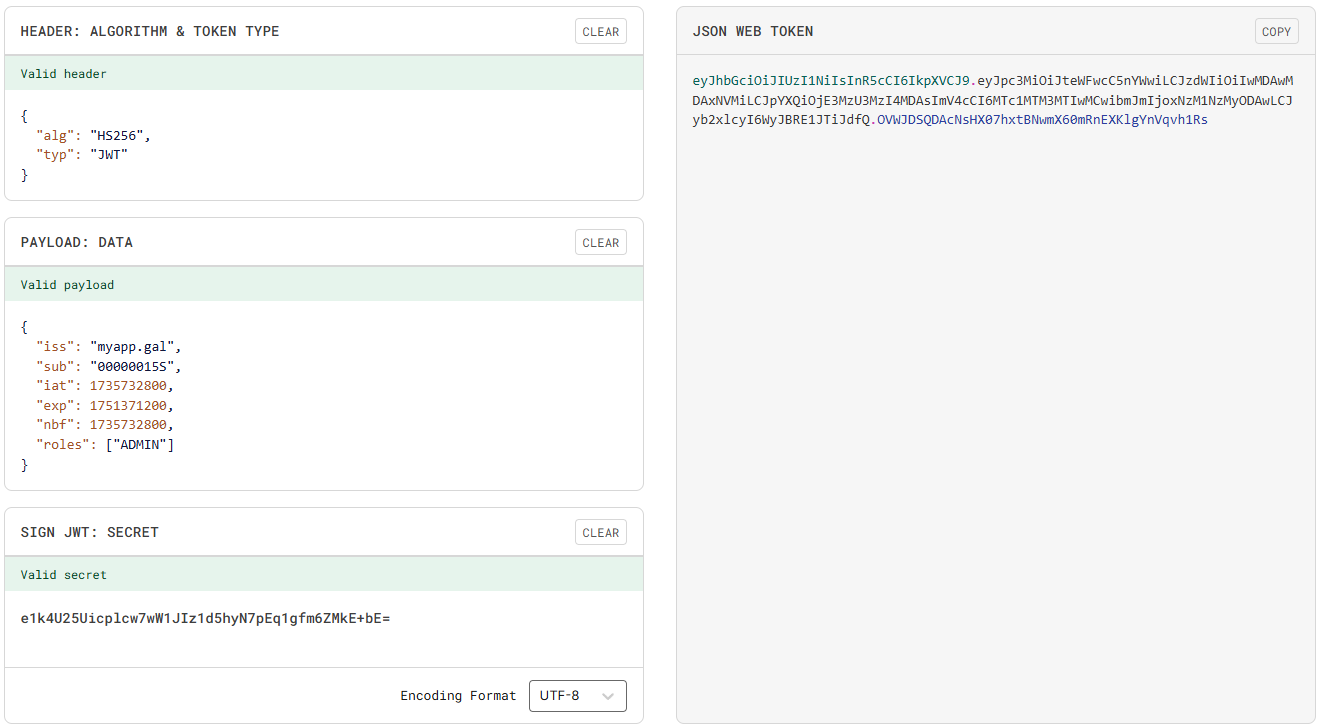 HEADER: ALGORITHM & TOKEN TYPE
CLEAR
Valid header
{
"alg": "HS256",
"typ": "JWT"
}
PAYLOAD: DATA
CLEAR
Valid payload
{
"iss": "myapp.gal",
"sub": "00000015S",
"iat": 1735732800,
"exp": 1751371200,
"nbf": 1735732800,
"roles": ["ADMIN"]
}
SIGN JWT: SECRET
CLEAR
Valid secret
e1k4U25Uicplcw7wW1JIz1d5hyN7pEq1gfm6ZMkE+bE=
Encoding Format
UTF-8
JSON WEB TOKEN
COPY
eyJhbGciOiJIUzI1NiIsInR5cCI6IkpXVCJ9.eyJpc3MiOiJteWFwcC5nYWwiLCJzdWIiOiIwMDAwM
DAxNVMiLCJpYXQiOjE3MzU3MzI4MDAsImV4cCI6MTc1MTM3MTIwMCwibmJmIjoxNzM1NzMyODAwLCJ
yb2xlcyI6WyJBRE1JTiJdfQ.OVWJDSQDAcNsHX07hxtBNwmX60mRnEXKlgYnVqvh1Rs